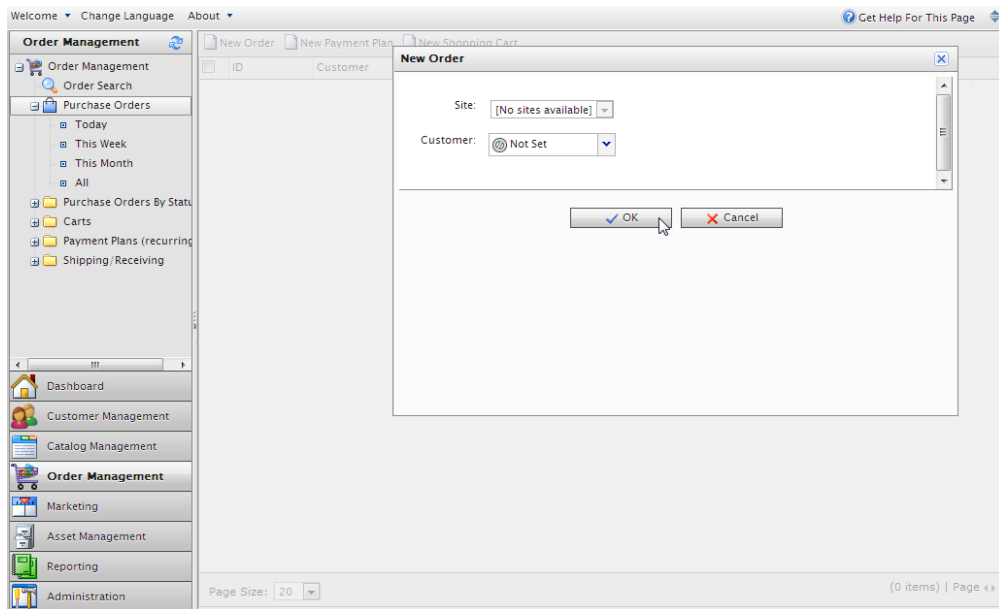 Welcome Change Language About Get Help For This Page
Order Management
New Order New Payment Plan New Shopping Cart
Order Management
Order Search
Purchase Orders
Today
This Week
This Month
All
Purchase Orders By Statu
Carts
Payment Plans (recurring
Shipping/Receiving
ID Customer
New Order
Site: [No sites available]
Customer: Not Set
OK Cancel
Dashboard
Customer Management
Catalog Management
Order Management
Marketing
Asset Management
Reporting
Administration
Page Size: 20 (0 items) | Page